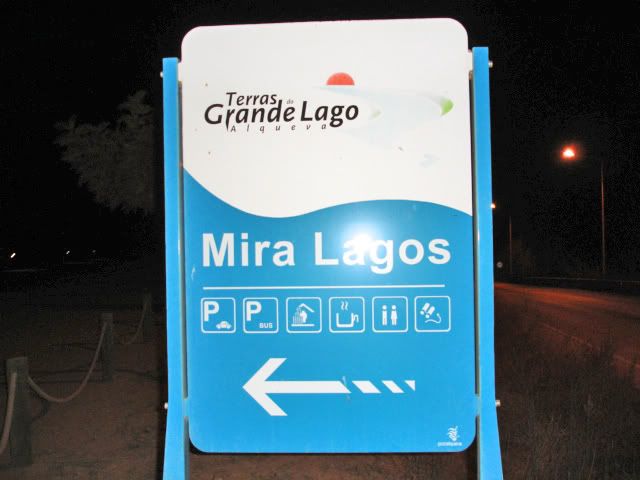 Terras do
Grande Lago
Alqueva
Mira Lagos
P P
BUS